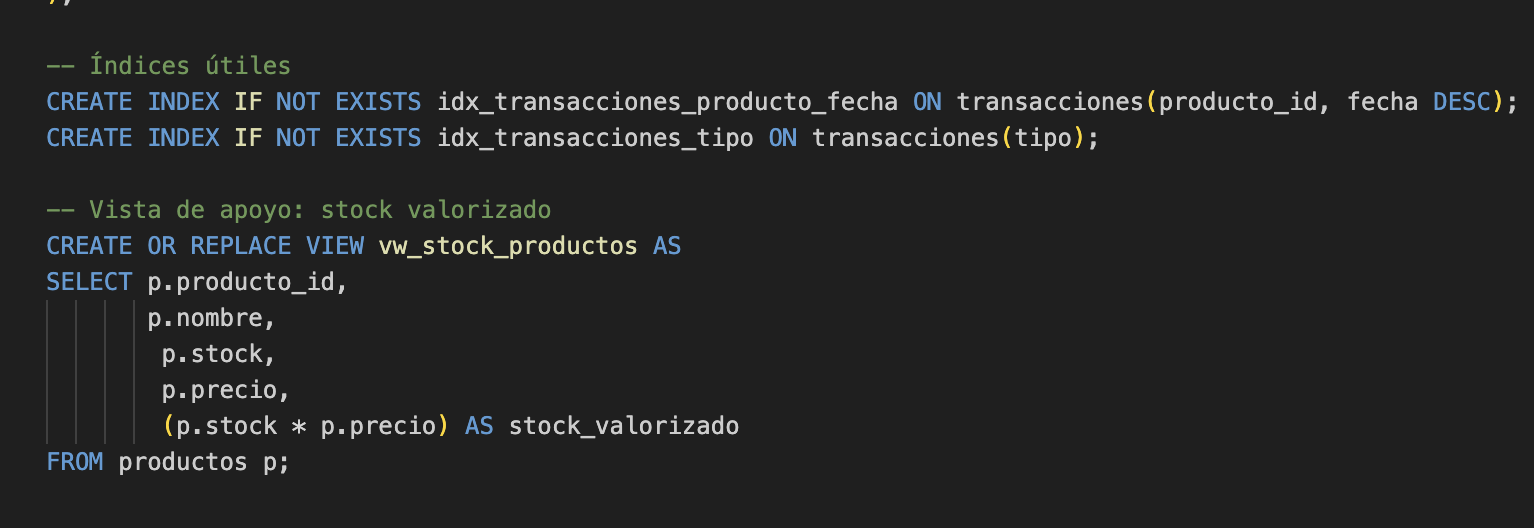 );
-- Índices útiles
CREATE INDEX IF NOT EXISTS idx_transacciones_producto_fecha ON transacciones(producto_id, fecha DESC);
CREATE INDEX IF NOT EXISTS idx_transacciones_tipo ON transacciones(tipo);
-- Vista de apoyo: stock valorizado
CREATE OR REPLACE VIEW vw_stock_productos AS
SELECT p.producto_id,
p.nombre,
p.stock,
p.precio,
(p.stock * p.precio) AS stock_valorizado
FROM productos p;